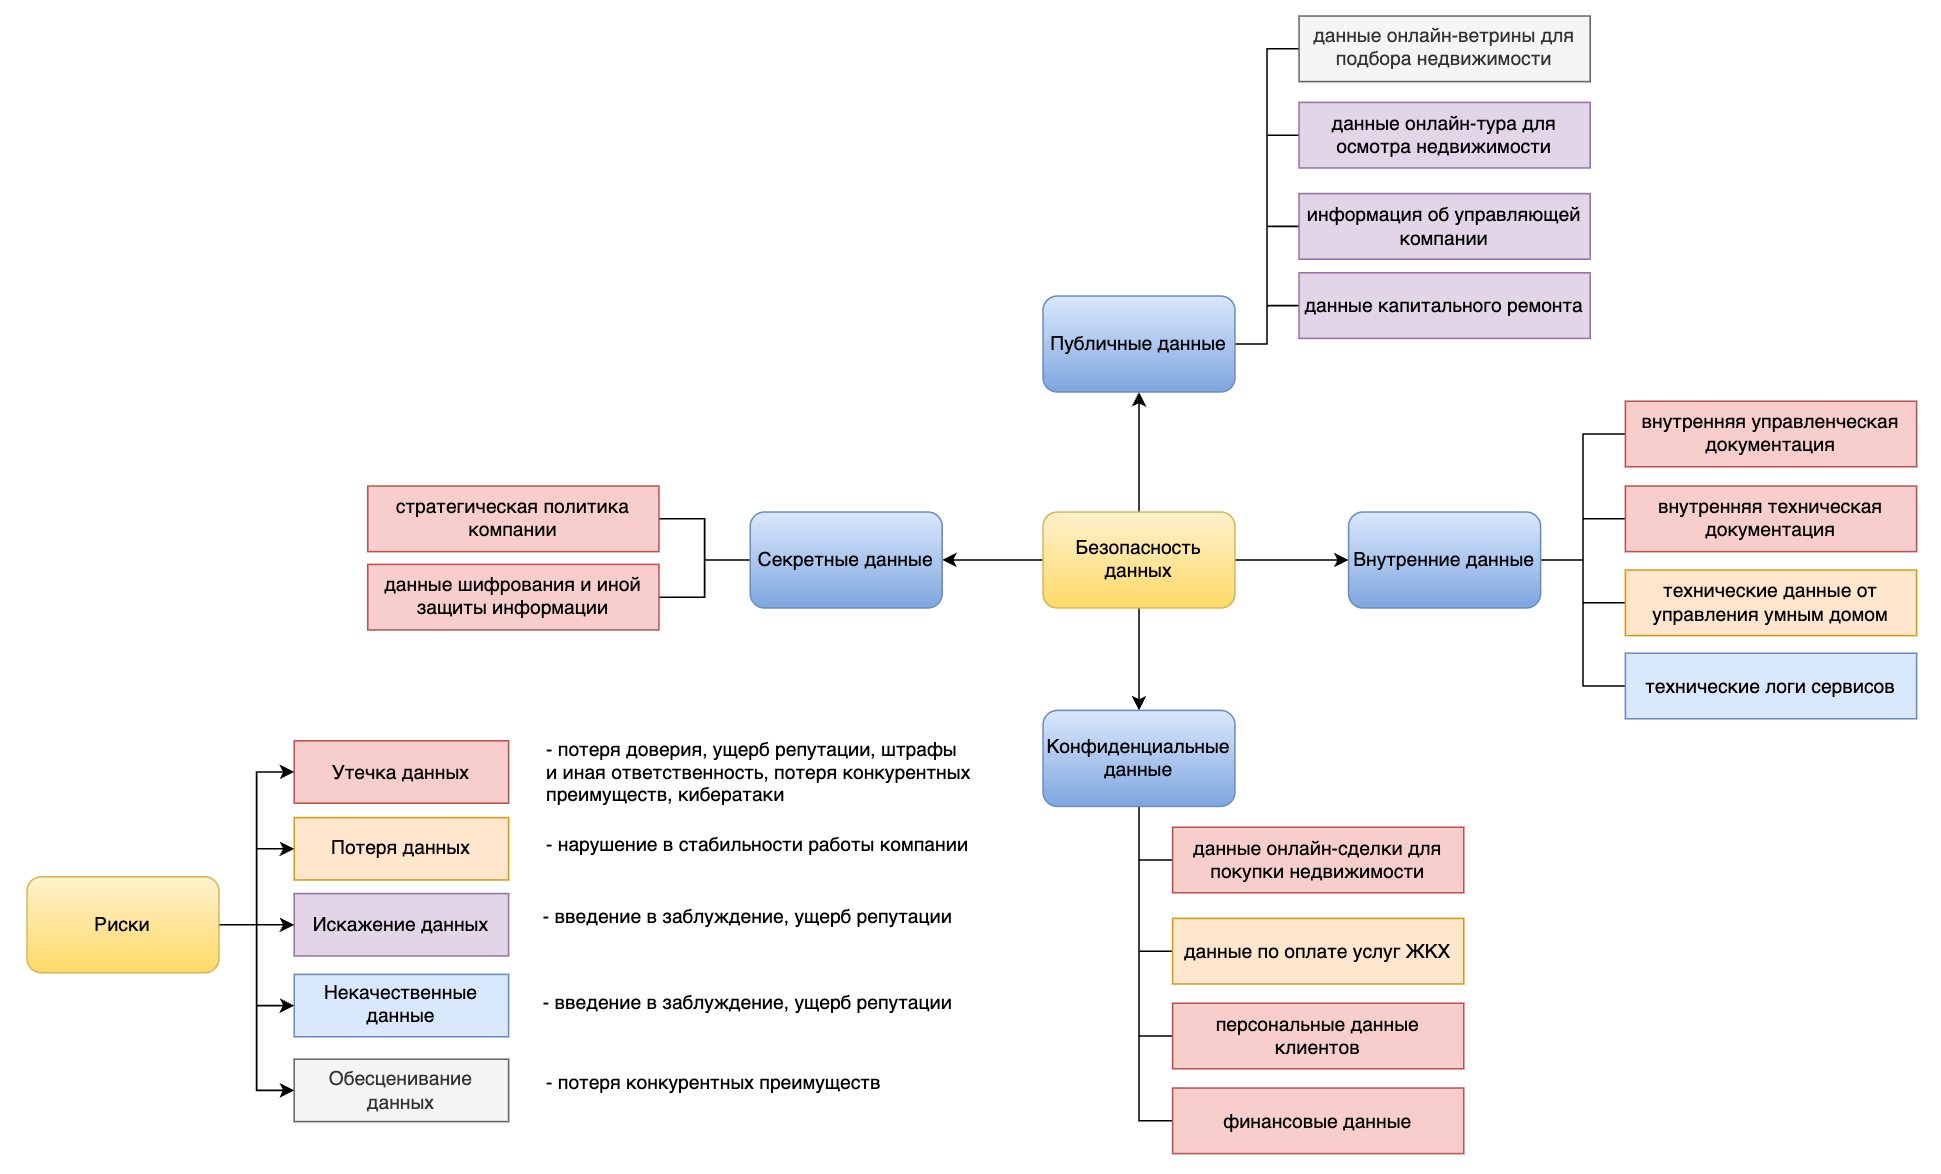 данные онлайн-ветрины для
подбора недвижимости
данные онлайн-тура для
осмотра недвижимости
информация об управляющей
компании
данные капитального ремонта
Публичные данные
внутренняя управленческая
документация
внутренняя техническая
документация
технические данные от
управления умным домом
технические логи сервисов
Внутренние данные
Безопасность
данных
Секретные данные
стратегическая политика
компании
данные шифрования и иной
защиты информации
Конфиденциальные
данные
данные онлайн-сделки для
покупки недвижимости
данные по оплате услуг ЖКХ
персональные данные
клиентов
финансовые данные
Риски
Утечка данных
- потеря доверия, ущерб репутации, штрафы
и иная ответственность, потеря конкурентных
преимуществ, кибератаки
Потеря данных
- нарушение в стабильности работы компании
Искажение данных
- введение в заблуждение, ущерб репутации
Некачественные
данные
- введение в заблуждение, ущерб репутации
Обесценивание
данных
- потеря конкурентных преимуществ